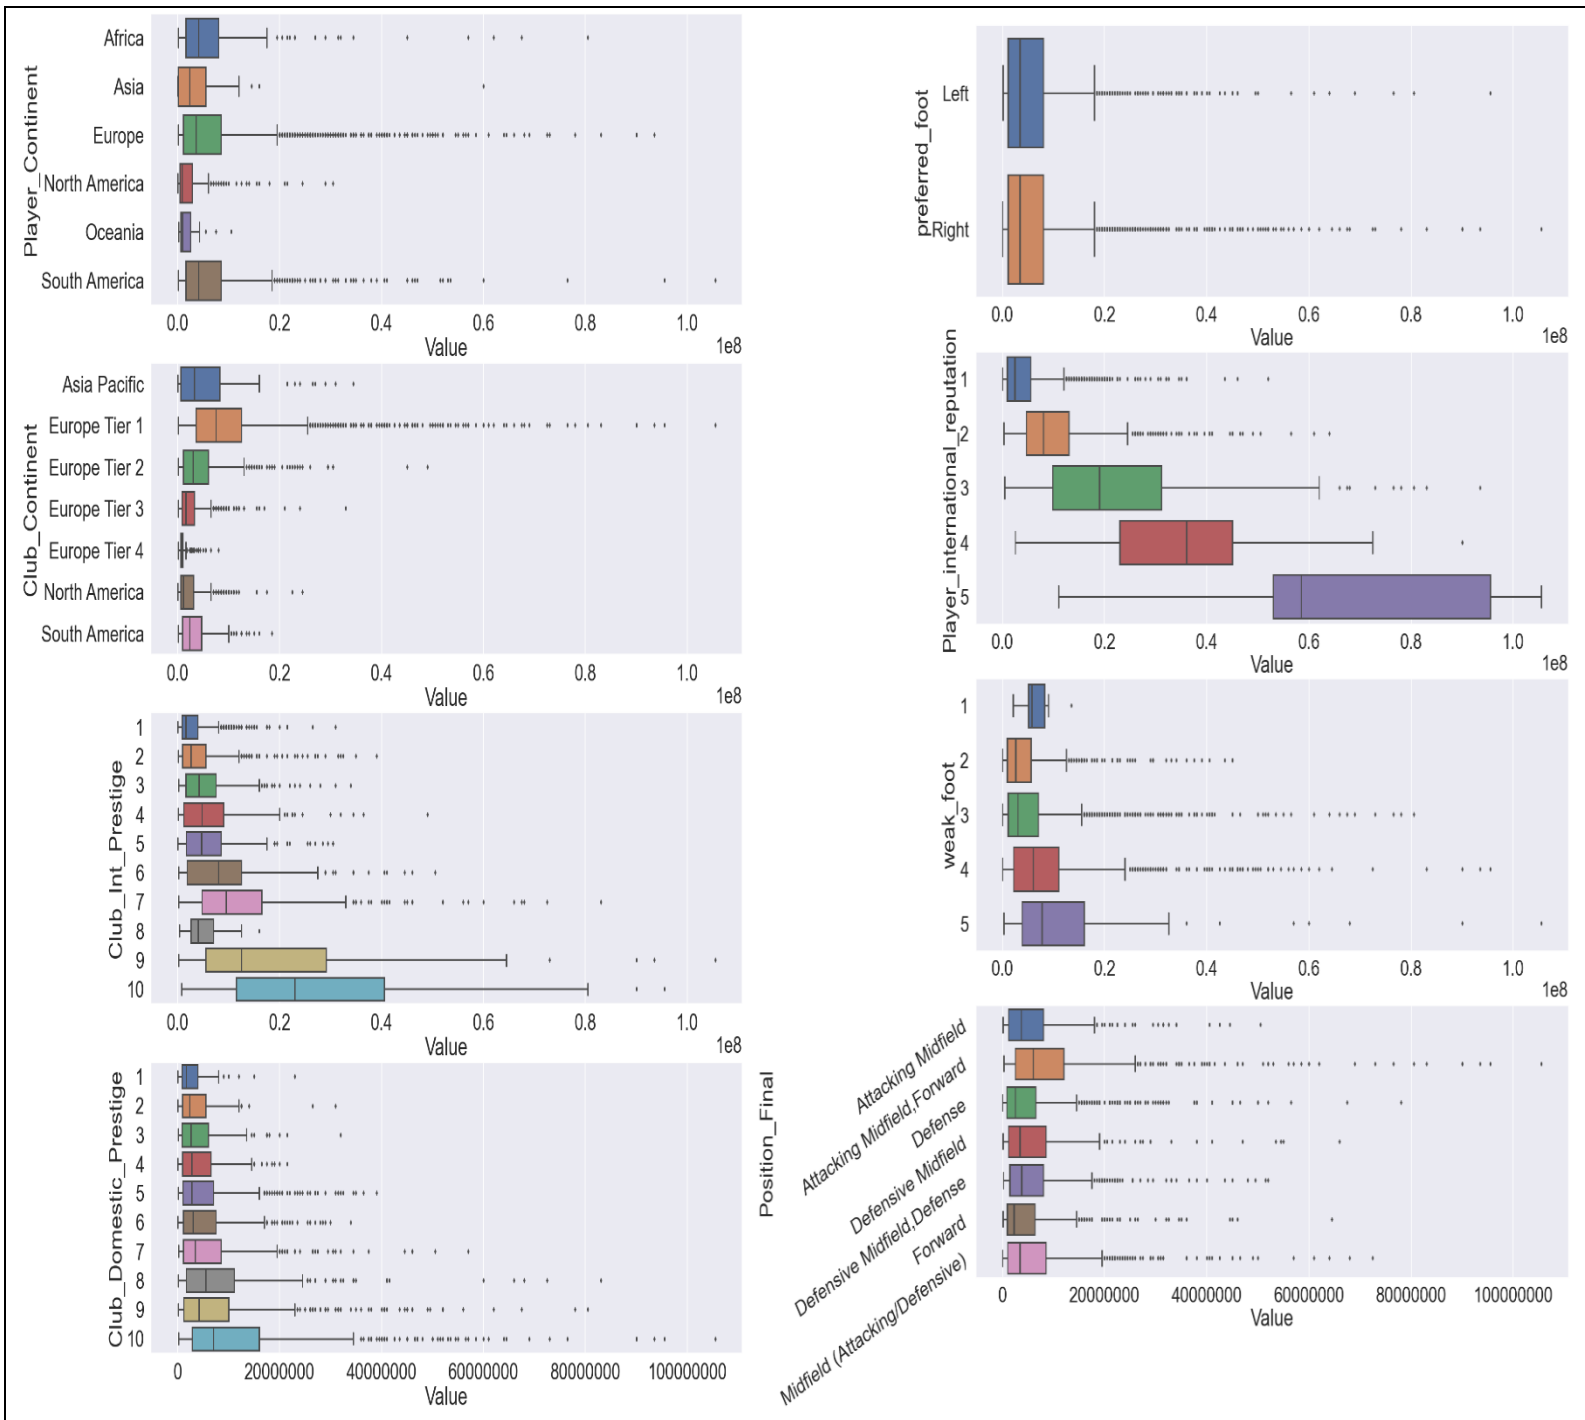 Player_Continent
Africa
Asia
Europe
North America
Oceania
South America
0.0 0.2 0.4 0.6 0.8 1.0
Value
1e8
Club_Continent
Asia Pacific
Europe Tier 1
Europe Tier 2
Europe Tier 3
Europe Tier 4
North America
South America
0.0 0.2 0.4 0.6 0.8 1.0
Value
1e8
Club_Int_Prestige
1
2
3
4
5
6
7
8
9
10
0.0 0.2 0.4 0.6 0.8 1.0
Value
1e8
Club_Domestic_Prestige
1
2
3
4
5
6
7
8
9
10
0 20000000 40000000 60000000 80000000 100000000
Value
preferred_foot
Left
Right
0.0 0.2 0.4 0.6 0.8 1.0
Value
1e8
Player_international_reputation
1
2
3
4
5
0.0 0.2 0.4 0.6 0.8 1.0
Value
1e8
weak_foot
1
2
3
4
5
0.0 0.2 0.4 0.6 0.8 1.0
Value
1e8
Position_Final
Attacking Midfield
Attacking Midfield,Forward
Defense
Defensive Midfield
Defensive Midfield,Defense
Forward
Midfield (Attacking/Defensive)
0 20000000 40000000 60000000 80000000 100000000
Value